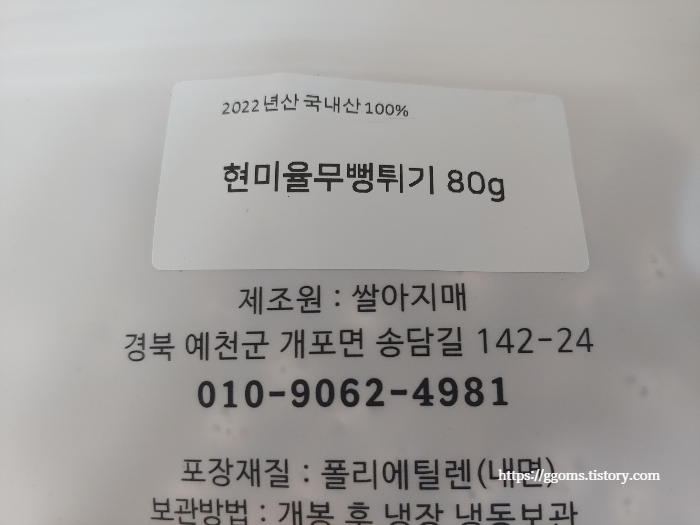 2022년산 국내산 100%
현미율무뻥튀기 80g
제조원 : 쌀아지매
경북 예천군 개포면 송담길 142-24
010-9062-4981
포장재질 : 폴리에틸렌(내면)
https://ggoms.tistory.com
보관방법 : 개봉 후 냉장 냉동보관